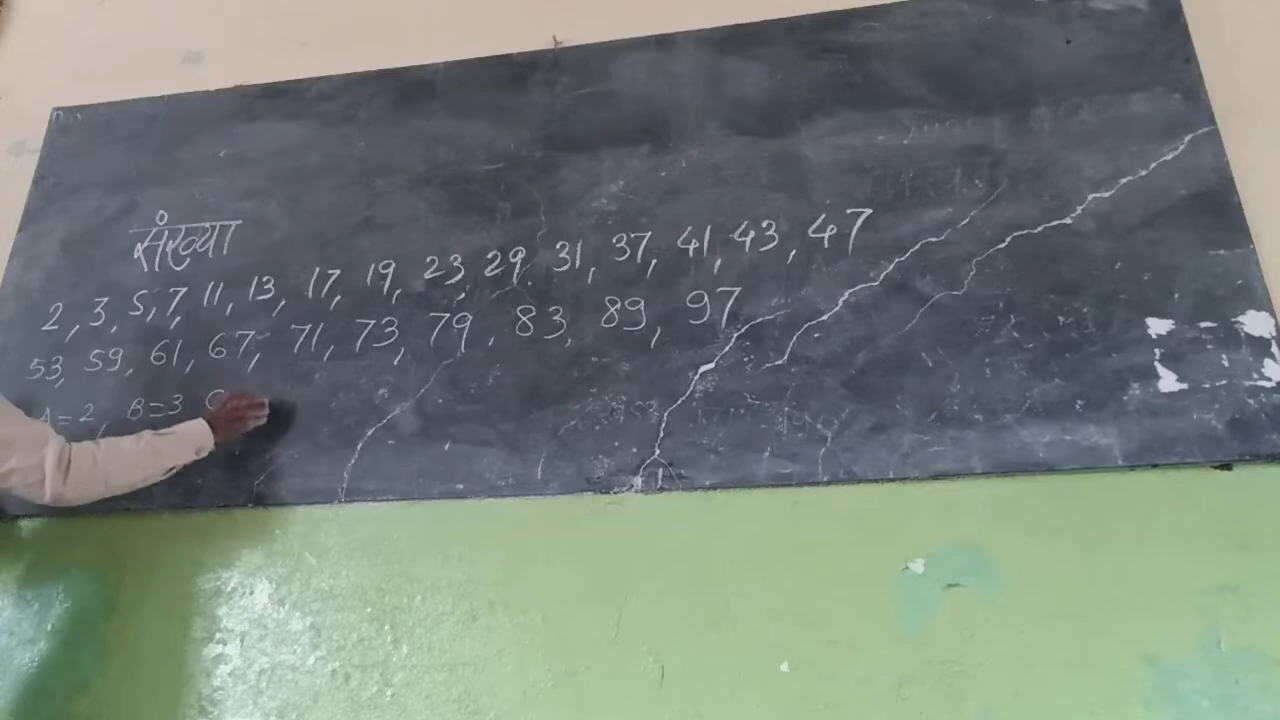 संख्या
2, 3, 5, 7, 11, 13, 17, 19, 23, 29, 31, 37, 41, 43, 47
53, 59, 61, 67, 71, 73, 79, 83, 89, 97
A=2, B=3 C